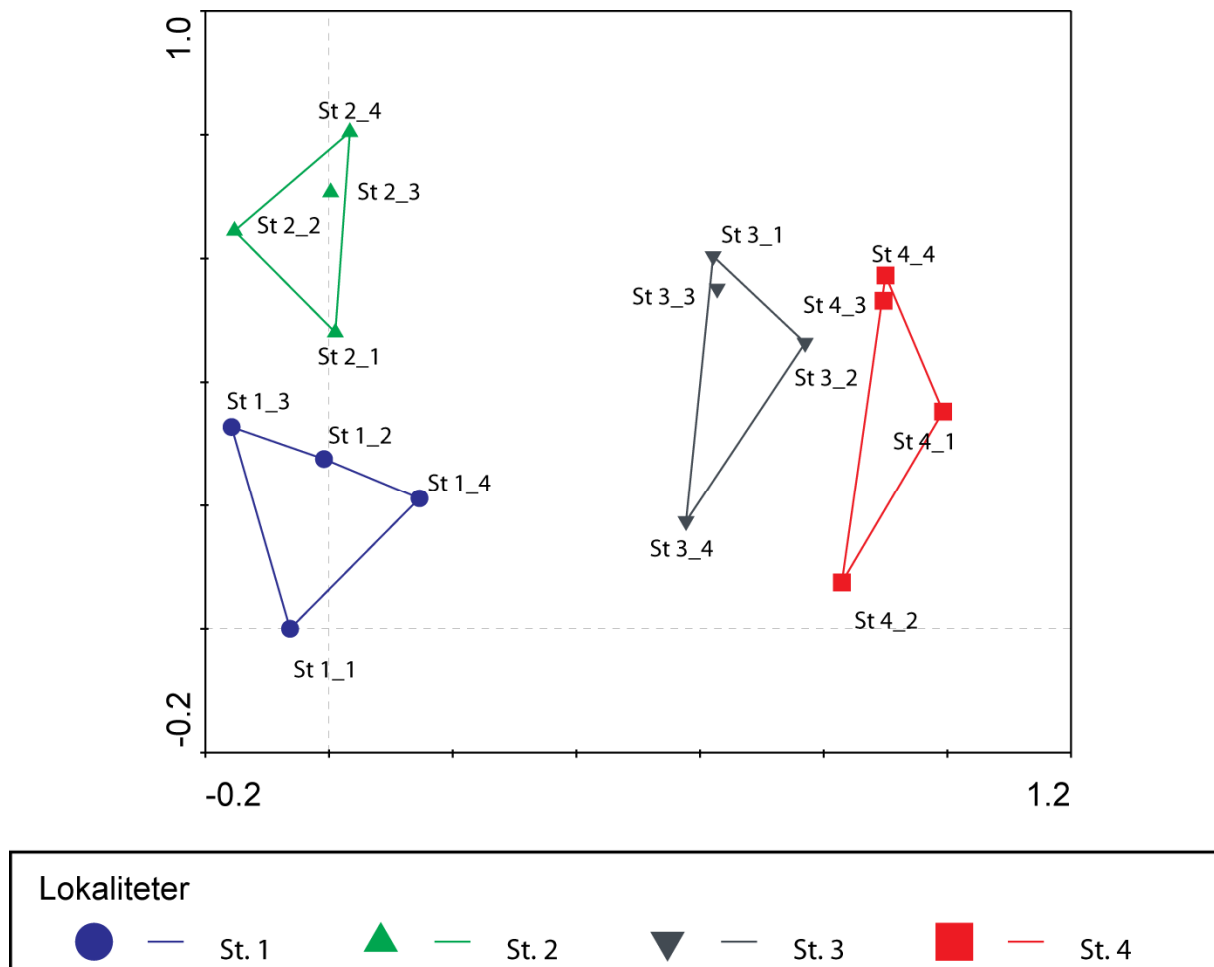 1.0
St 2_4
St 2_3
St 2_2
St 3_1
St 4_4
St 3_3
St 4_3
St 2_1
St 3_2
St 1_3
St 1_2
St 4_1
St 1_4
St 3_4
St 4_2
St 1_1
-0.2
-0.2 1.2
Lokaliteter
St. 1 St. 2 St. 3 St. 4